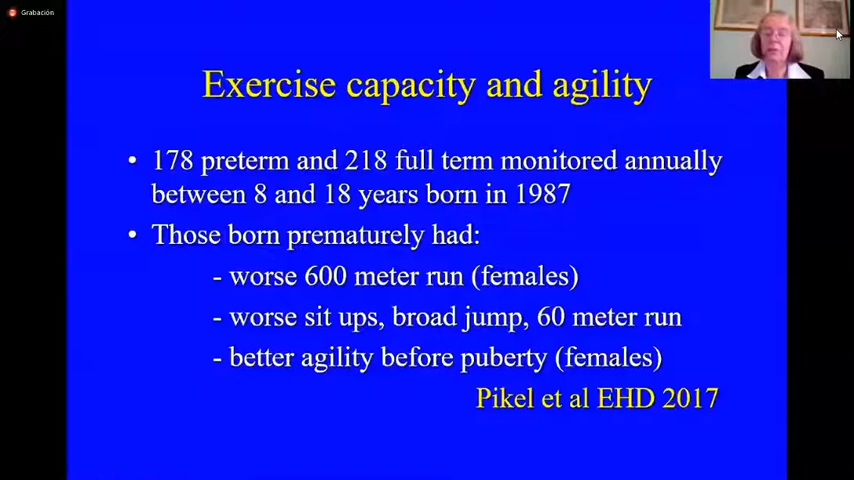 Grabación
Exercise capacity and agility
• 178 preterm and 218 full term monitored annually
between 8 and 18 years born in 1987
• Those born prematurely had:
- worse 600 meter run (females)
- worse sit ups, broad jump, 60 meter run
- better agility before puberty (females)
Pikel et al EHD 2017